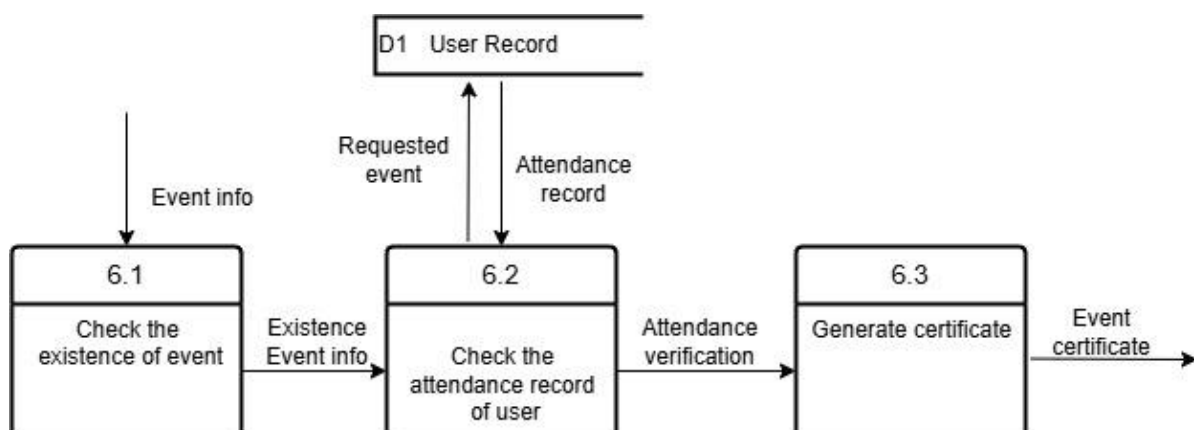 D1 User Record
Requested
event
Attendance
record
Event info
6.1
Check the
existence of event
Existence
Event info
6.2
Check the
attendance record
of user
Attendance
verification
6.3
Generate certificate
Event
certificate